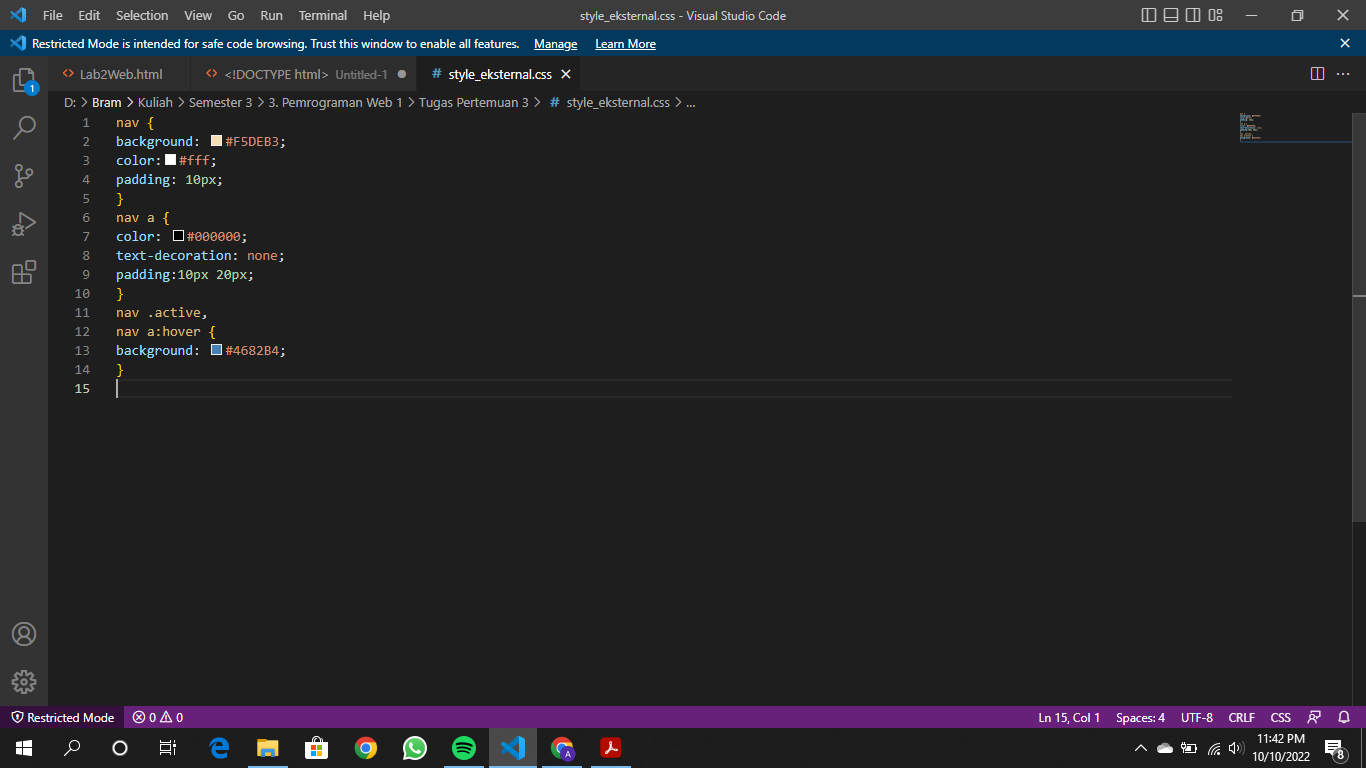 File Edit Selection View Go Run Terminal Help style_eksternal.css - Visual Studio Code
Restricted Mode is intended for safe code browsing. Trust this window to enable all features. Manage Learn More
Lab2Web.html <!DOCTYPE html> Untitled-1 # style_eksternal.css
D: > Bram > Kuliah > Semester 3 > 3. Pemrograman Web 1 > Tugas Pertemuan 3 > # style_eksternal.css > ...
1 nav {
2 background: #F5DEB3;
3 color: #fff;
4 padding: 10px;
5 }
6 nav a {
7 color: #000000;
8 text-decoration: none;
9 padding:10px 20px;
10 }
11 nav .active,
12 nav a:hover {
13 background: #4682B4;
14 }
15
1
Restricted Mode 0 0 Ln 15, Col 1 Spaces: 4 UTF-8 CRLF CSS
11:42 PM
10/10/2022
A
8